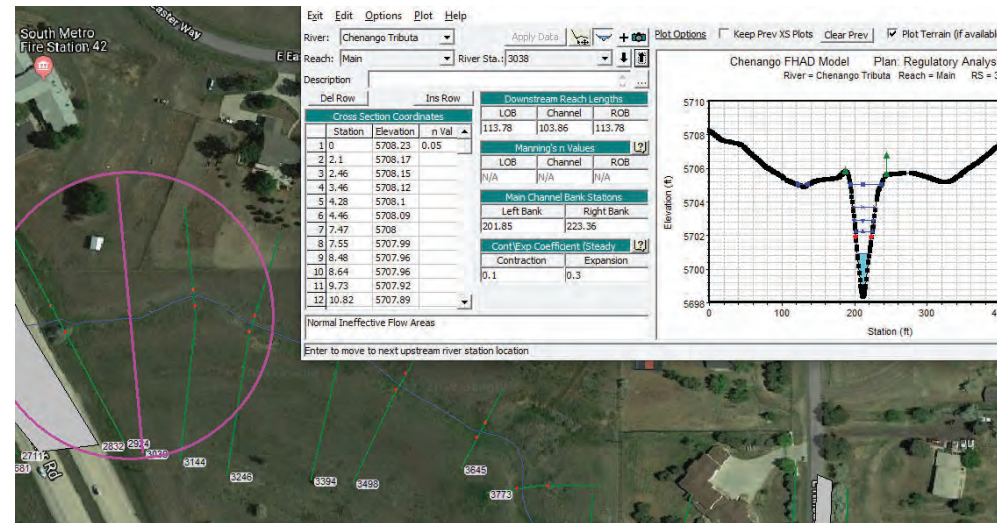 Exit Edit Options Plot Help
River: Chenango Tributa Apply Data Plot Options Keep Prev XS Plots Clear Prev Plot Terrain (if available
Reach: Main River Sta.: 3038
Description ...
Del Row Ins Row
Cross Section Coordinates
Station Elevation n Val
1 0 5708.23 0.05
2 2.1 5708.17
3 2.46 5708.15
4 3.46 5708.12
5 4.28 5708.1
6 4.46 5708.09
7 7.47 5708
8 7.55 5707.99
9 8.48 5707.96
10 8.64 5707.96
11 9.73 5707.92
12 10.82 5707.89
Downstream Reach Lengths
LOB Channel ROB
113.78 103.86 113.78
Manning's n Values
LOB Channel ROB
N/A N/A N/A
Main Channel Bank Stations
Left Bank Right Bank
201.85 223.36
Cont\Exp Coefficient (Steady
Contraction Expansion
0.1 0.3
Normal Ineffective Flow Areas
Enter to move to next upstream river station location
Chenango FHAD Model Plan: Regulatory Analys
River = Chenango Tributa Reach = Main RS = 3
Elevation (ft)
5710
5708
5706
5704
5702
5700
5698
0 100 200 300
Station (ft)
South Metro
Fire Station 42
caster Way
E Ea
2711
681
2832
2924
3144
3246
3394
3498
3645
3773
Rd